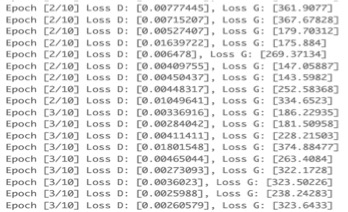 Epoch [2/10] Loss D: [0.00777445], Loss G: [361.9077]
Epoch [2/10] Loss D: [0.00715207], Loss G: [367.67828]
Epoch [2/10] Loss D: [0.00527407], Loss G: [179.70312]
Epoch [2/10] Loss D: [0.01639722], Loss G: [175.884]
Epoch [2/10] Loss D: [0.006478], Loss G: [269.37134]
Epoch [2/10] Loss D: [0.00409755], Loss G: [147.05887]
Epoch [2/10] Loss D: [0.00450437], Loss G: [143.5982]
Epoch [2/10] Loss D: [0.00448317], Loss G: [252.58368]
Epoch [2/10] Loss D: [0.01049641], Loss G: [334.6523]
Epoch [3/10] Loss D: [0.00336916], Loss G: [186.22935]
Epoch [3/10] Loss D: [0.00284042], Loss G: [181.50958]
Epoch [3/10] Loss D: [0.00411411], Loss G: [228.21503]
Epoch [3/10] Loss D: [0.01801548], Loss G: [374.88477]
Epoch [3/10] Loss D: [0.00465044], Loss G: [263.4084]
Epoch [3/10] Loss D: [0.00273093], Loss G: [322.1728]
Epoch [3/10] Loss D: [0.0036023], Loss G: [323.50226]
Epoch [3/10] Loss D: [0.0025988], Loss G: [238.24283]
Epoch [3/10] Loss D: [0.00260579], Loss G: [323.6433]